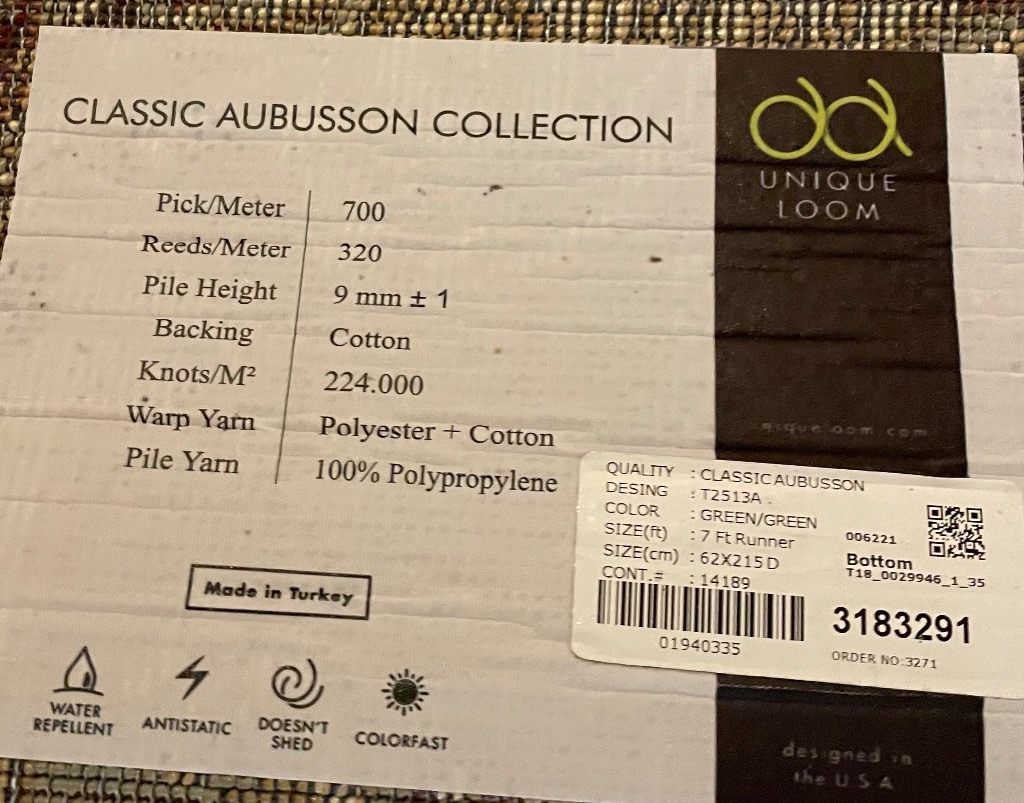 CLASSIC AUBUSSON COLLECTION
Pick/Meter 700
Reeds/Meter 320
Pile Height 9 mm ± 1
Backing Cotton
Knots/M² 224.000
Warp Yarn Polyester + Cotton
Pile Yarn 100% Polypropylene
Made in Turkey
WATER
REPELLENT
ANTISTATIC
DOESN'T
SHED
COLORFAST
UNIQUE
LOOM
uniqueloom.com
QUALITY : CLASSIC AUBUSSON
DESING : T2513A
COLOR : GREEN/GREEN
SIZE(ft) : 7 Ft Runner
SIZE(cm) : 62X215 D
CONT.# : 14189
01940335
006221
Bottom
T18_0029946_1_35
3183291
ORDER NO:3271
designed in
the U S A